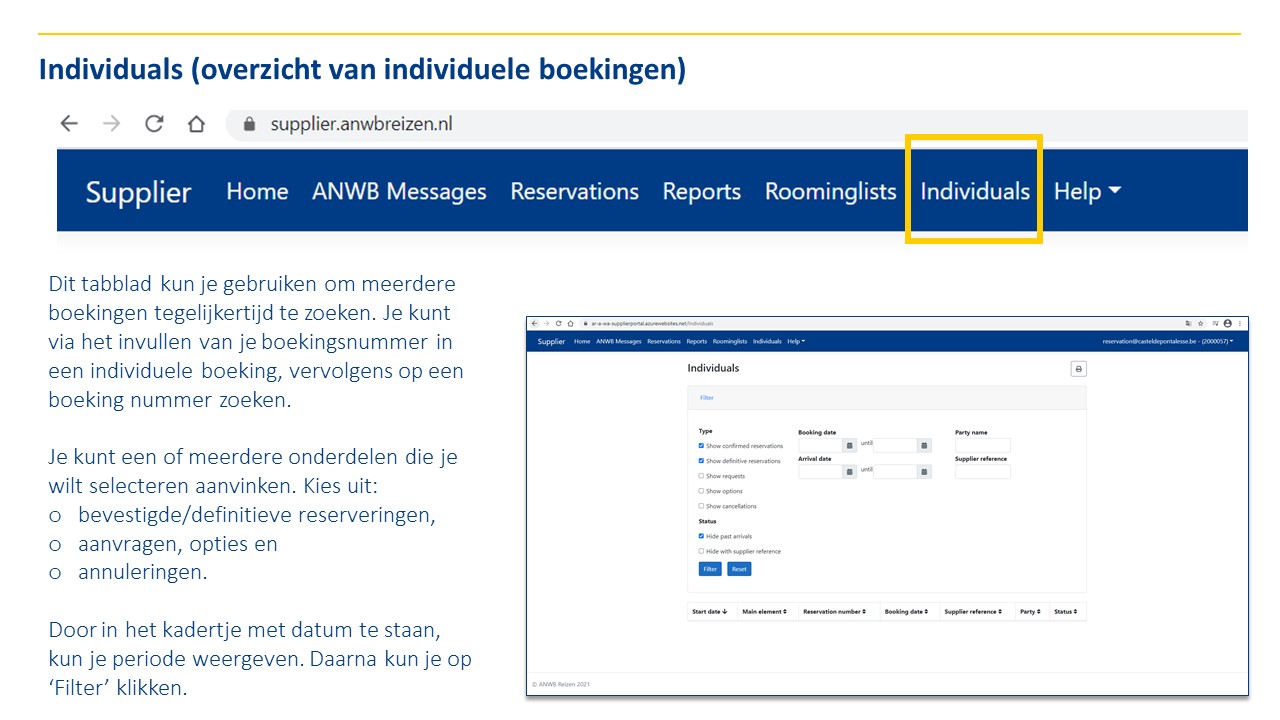 Individuals (overzicht van individuele boekingen)
supplier.anwbreizen.nl
Supplier Home ANWB Messages Reservations Reports Roominglists Individuals Help
Dit tabblad kun je gebruiken om meerdere
boekingen tegelijkertijd te zoeken. Je kunt
via het invullen van je boekingsnummer in
een individuele boeking, vervolgens op een
boeking nummer zoeken.
Je kunt een of meerdere onderdelen die je
wilt selecteren aanvinken. Kies uit:
o bevestigde/definitieve reserveringen,
o aanvragen, opties en
o annuleringen.
Door in het kadertje met datum te staan,
kun je periode weergeven. Daarna kun je op
‘Filter’ klikken.
ar-a-wa-supplierportal.azurewebsites.net/Individuals
Supplier Home ANWB Messages Reservations Reports Roominglists Individuals Help reservation@casteldepontalesse.be - (2000057)
Individuals
Filter
Type
Show confirmed reservations
Show definitive reservations
Show requests
Show options
Show cancellations
Status
Hide past arrivals
Hide with supplier reference
Filter Reset
Booking date
until
Arrival date
until
Party name
Supplier reference
Start date Main element Reservation number Booking date Supplier reference Party Status
© ANWB Reizen 2021